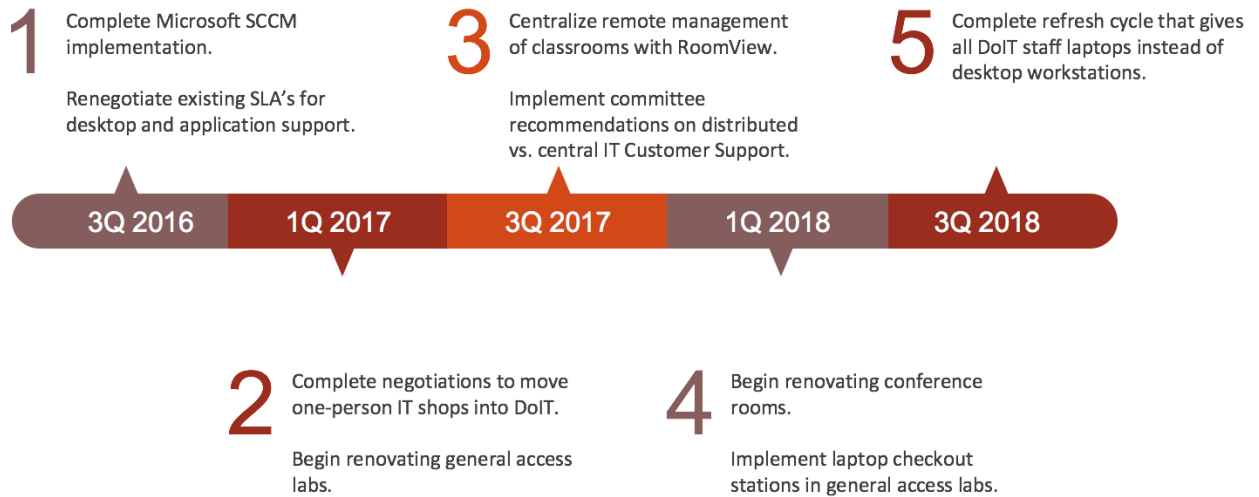 1
Complete Microsoft SCCM
implementation.
Renegotiate existing SLA's for
desktop and application support.
3
Centralize remote management
of classrooms with RoomView.
Implement committee
recommendations on distributed
vs. central IT Customer Support.
5
Complete refresh cycle that gives
all DoIT staff laptops instead of
desktop workstations.
3Q 2016
1Q 2017
3Q 2017
1Q 2018
3Q 2018
2
Complete negotiations to move
one-person IT shops into DoIT.
Begin renovating general access
labs.
4
Begin renovating conference
rooms.
Implement laptop checkout
stations in general access labs.